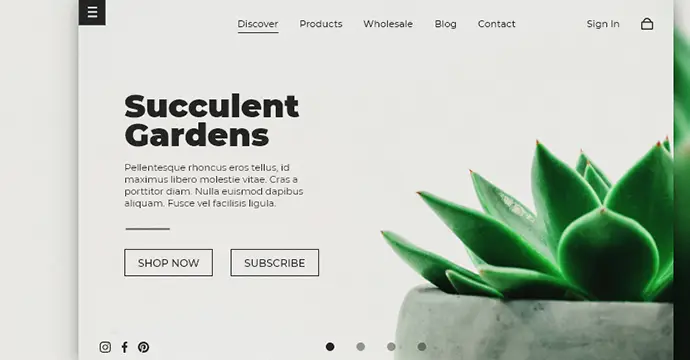 Discover Products Wholesale Blog Contact Sign In
Succulent
Gardens
Pellentesque rhoncus eros tellus, id
maximus libero molestie vitae. Cras a
porttitor diam. Nulla euismod dapibus
aliquam. Fusce vel facilisis ligula.
SHOP NOW SUBSCRIBE